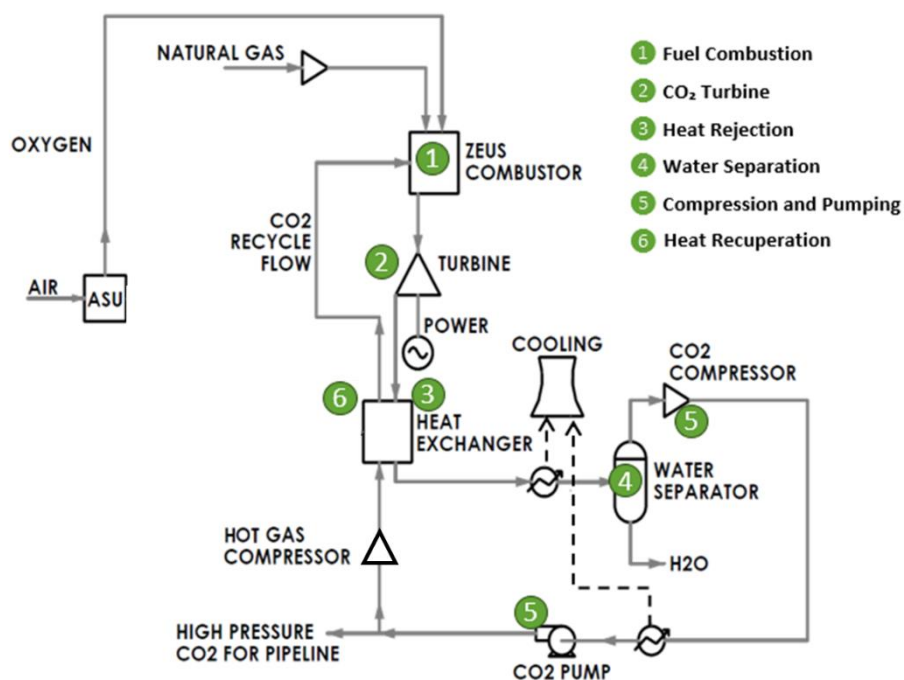 NATURAL GAS
OXYGEN
AIR
ASU
1
ZEUS
COMBUSTOR
CO2
RECYCLE
FLOW
2
TURBINE
POWER
COOLING
CO2
COMPRESSOR
5
6
3
HEAT
EXCHANGER
4
WATER
SEPARATOR
H2O
HOT GAS
COMPRESSOR
HIGH PRESSURE
CO2 FOR PIPELINE
5
CO2 PUMP
1 Fuel Combustion
2 CO₂ Turbine
3 Heat Rejection
4 Water Separation
5 Compression and Pumping
6 Heat Recuperation